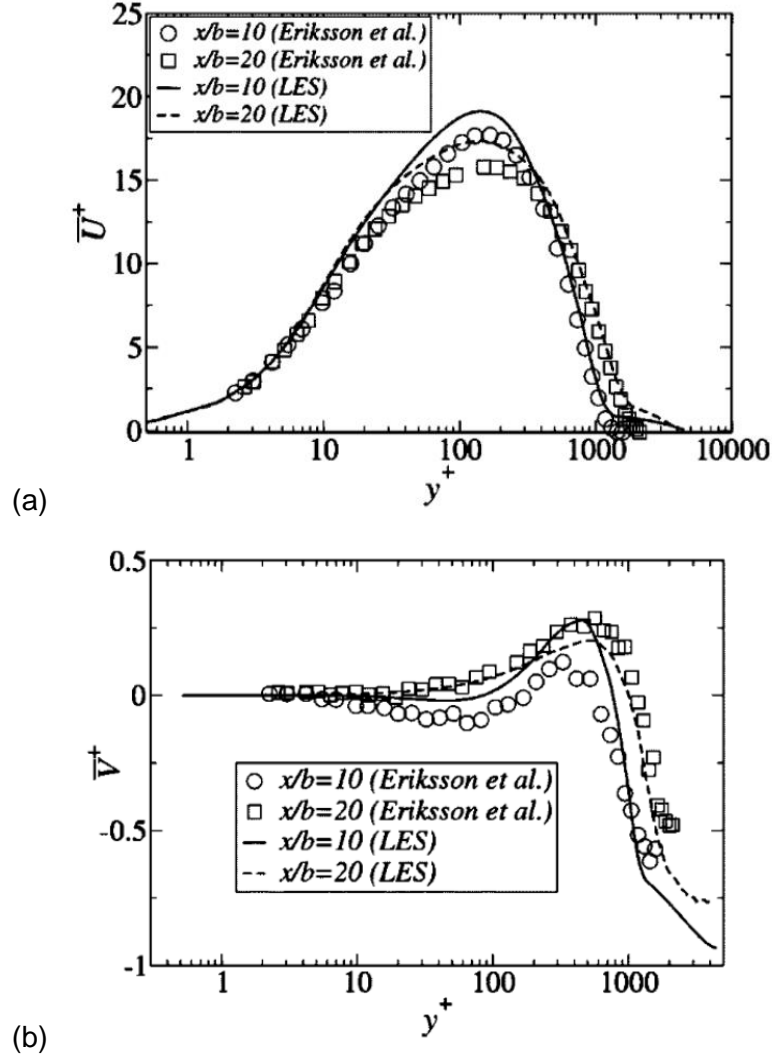 25
20
15
10
5
0
x/b=10 (Eriksson et al.)
x/b=20 (Eriksson et al.)
x/b=10 (LES)
x/b=20 (LES)
U̅⁺
1 10 100 1000 10000
y⁺
(a)
0.5
0
-0.5
-1
V̅⁺
x/b=10 (Eriksson et al.)
x/b=20 (Eriksson et al.)
x/b=10 (LES)
x/b=20 (LES)
1 10 100 1000
y⁺
(b)